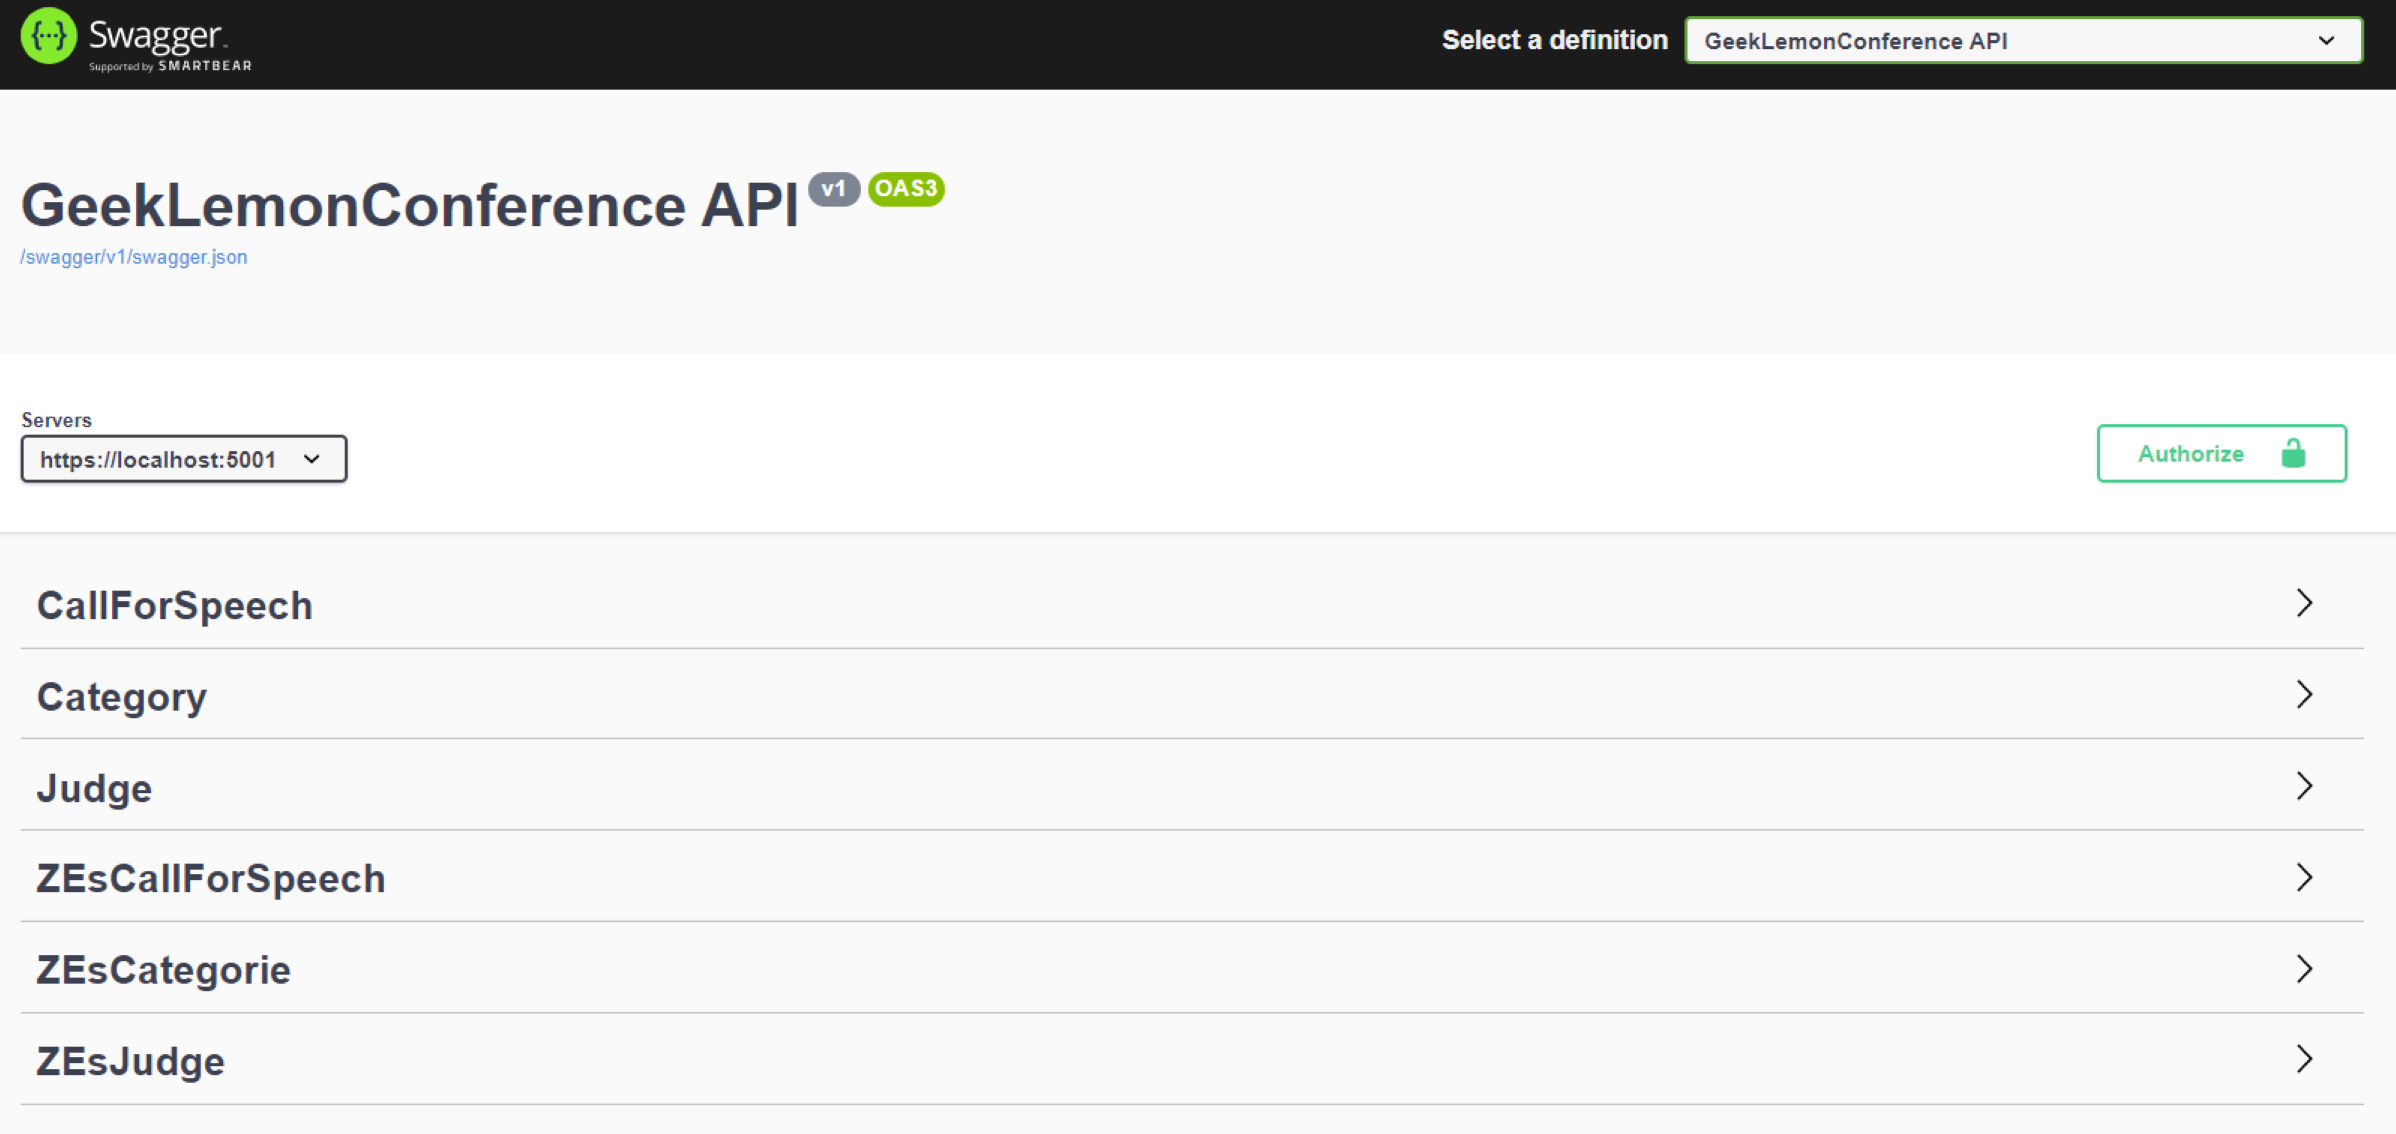 Swagger
Supported by SMARTBEAR
Select a definition
GeekLemonConference API
GeekLemonConference API v1 OAS3
/swagger/v1/swagger.json
Servers
https://localhost:5001
Authorize
CallForSpeech
Category
Judge
ZEsCallForSpeech
ZEsCategorie
ZEsJudge